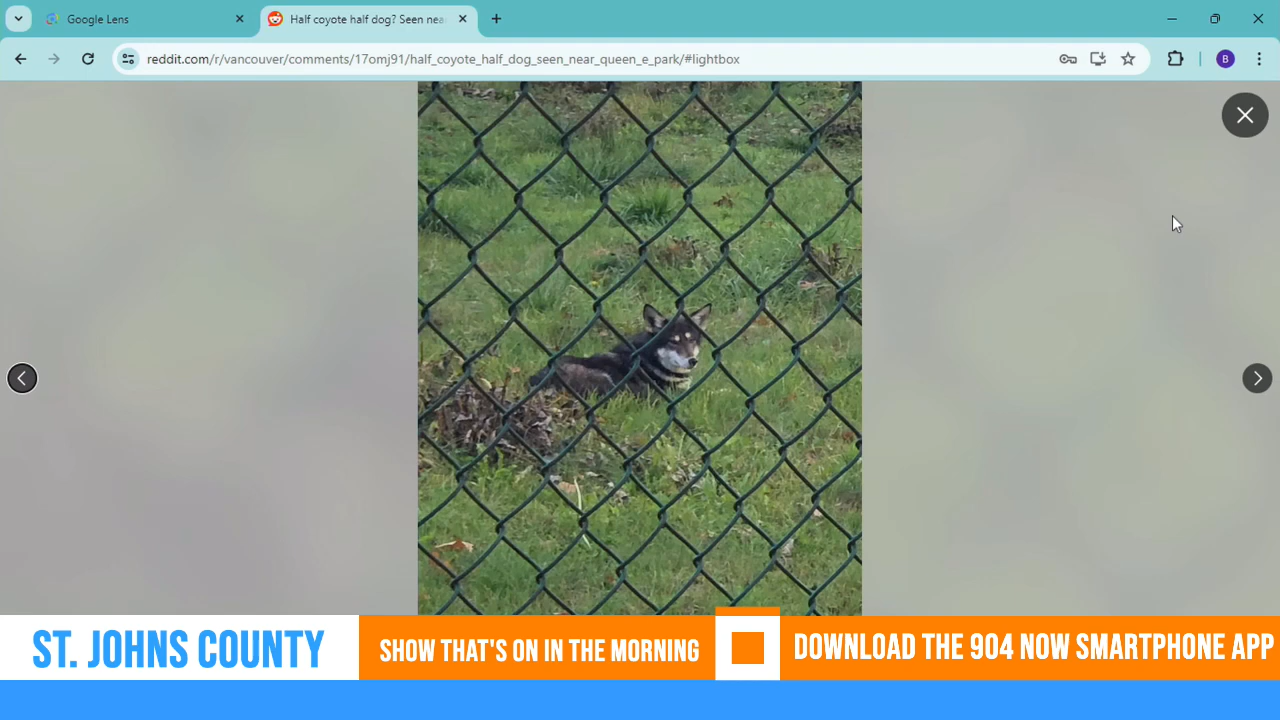 Google Lens
Half coyote half dog? Seen nea
reddit.com/r/vancouver/comments/17omj91/half_coyote_half_dog_seen_near_queen_e_park/#lightbox
B
ST. JOHNS COUNTY
SHOW THAT'S ON IN THE MORNING
DOWNLOAD THE 904 NOW SMARTPHONE APP